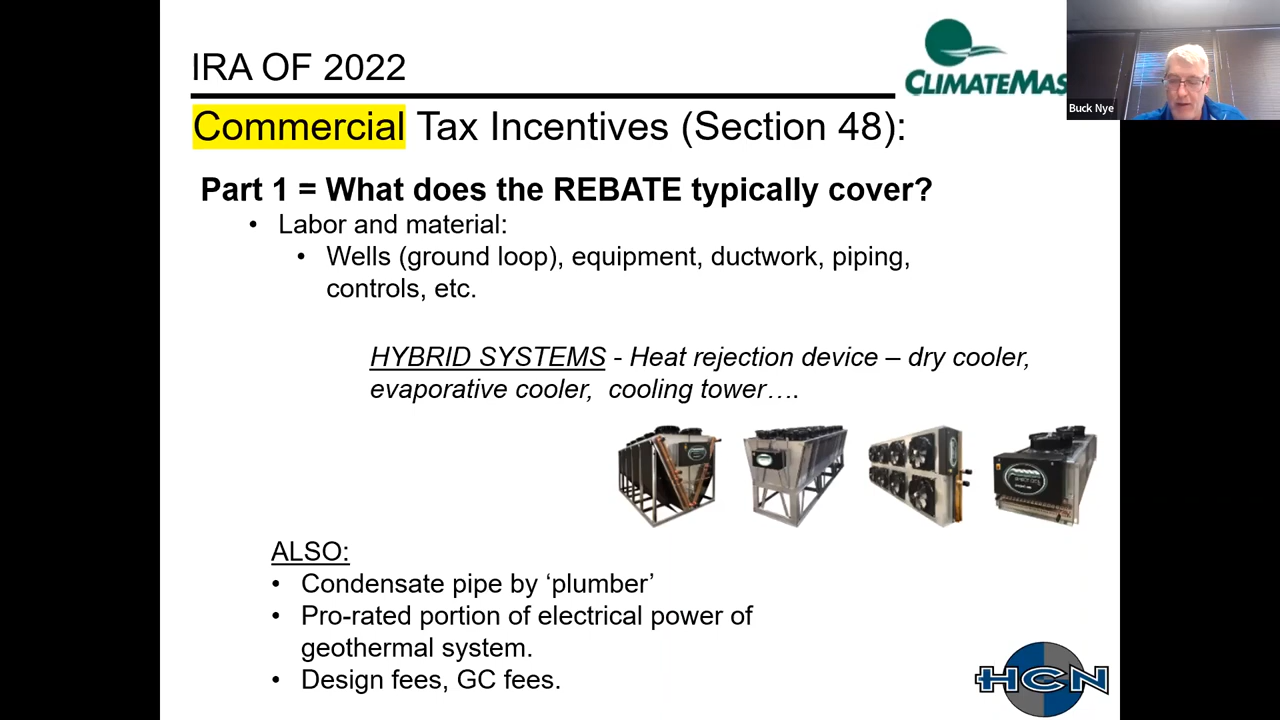 IRA OF 2022
CLIMATEMAS
Buck Nye
Commercial Tax Incentives (Section 48):
Part 1 = What does the REBATE typically cover?
• Labor and material:
• Wells (ground loop), equipment, ductwork, piping,
controls, etc.
HYBRID SYSTEMS - Heat rejection device – dry cooler,
evaporative cooler, cooling tower….
ALSO:
• Condensate pipe by ‘plumber’
• Pro-rated portion of electrical power of
geothermal system.
• Design fees, GC fees.
HCN